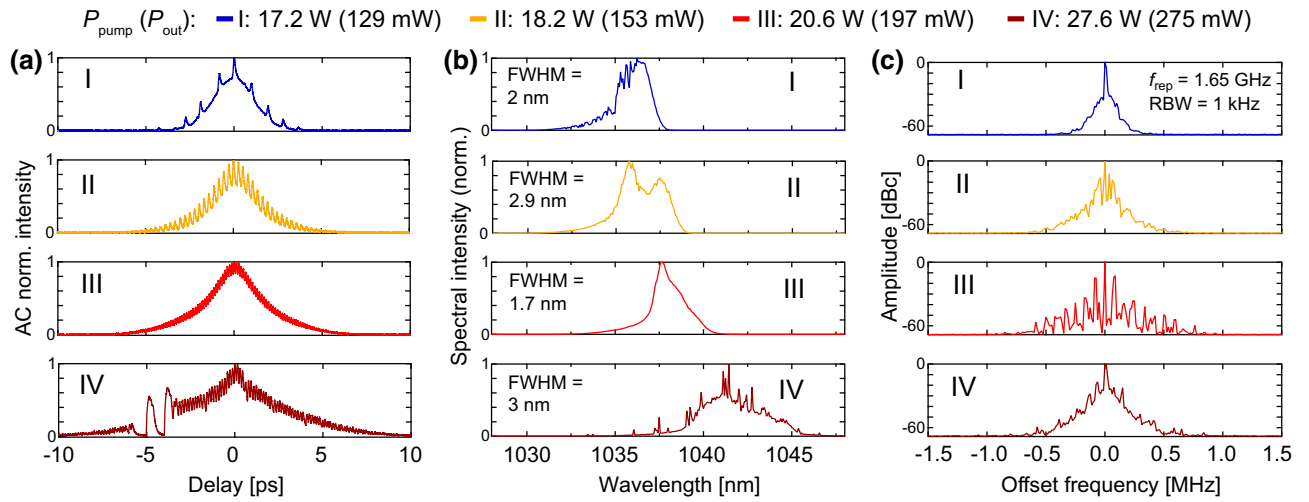 P_pump (P_out): I: 17.2 W (129 mW) II: 18.2 W (153 mW) III: 20.6 W (197 mW) IV: 27.6 W (275 mW)
(a)
AC norm. intensity
I
1
0
II
1
0
III
1
0
IV
1
0
-10 -5 0 5 10
Delay [ps]
(b)
Spectral intensity (norm.)
FWHM =
2 nm
I
1
0
FWHM =
2.9 nm
II
1
0
FWHM =
1.7 nm
III
1
0
FWHM =
3 nm
IV
1
0
1030 1035 1040 1045
Wavelength [nm]
(c)
Amplitude [dBc]
I
f_rep = 1.65 GHz
RBW = 1 kHz
0
-60
II
0
-60
III
0
-60
IV
0
-60
-1.5 -1.0 -0.5 0.0 0.5 1.0 1.5
Offset frequency [MHz]